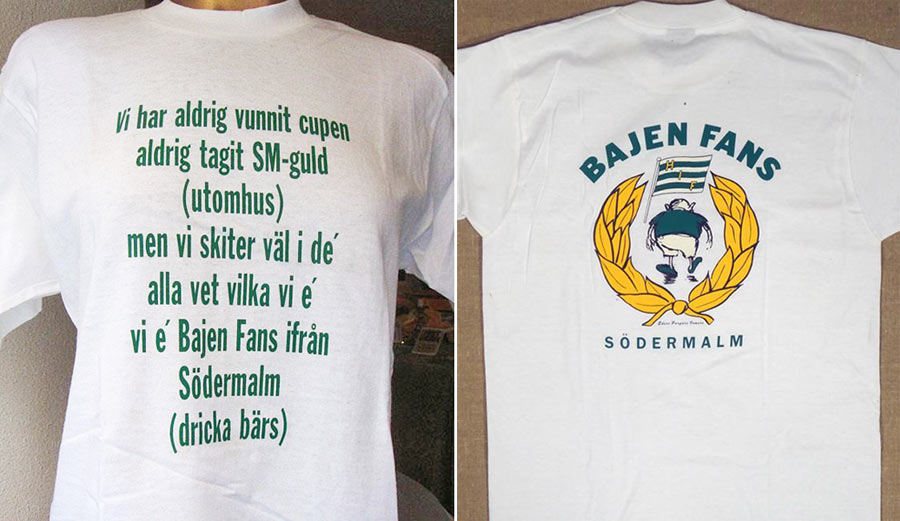 Vi har aldrig vunnit cupen
aldrig tagit SM-guld
(utomhus)
men vi skiter väl i de´
alla vet vilka vi e´
vi e´ Bajen Fans ifrån
Södermalm
(dricka bärs)
BAJEN FANS
HIF
SÖDERMALM